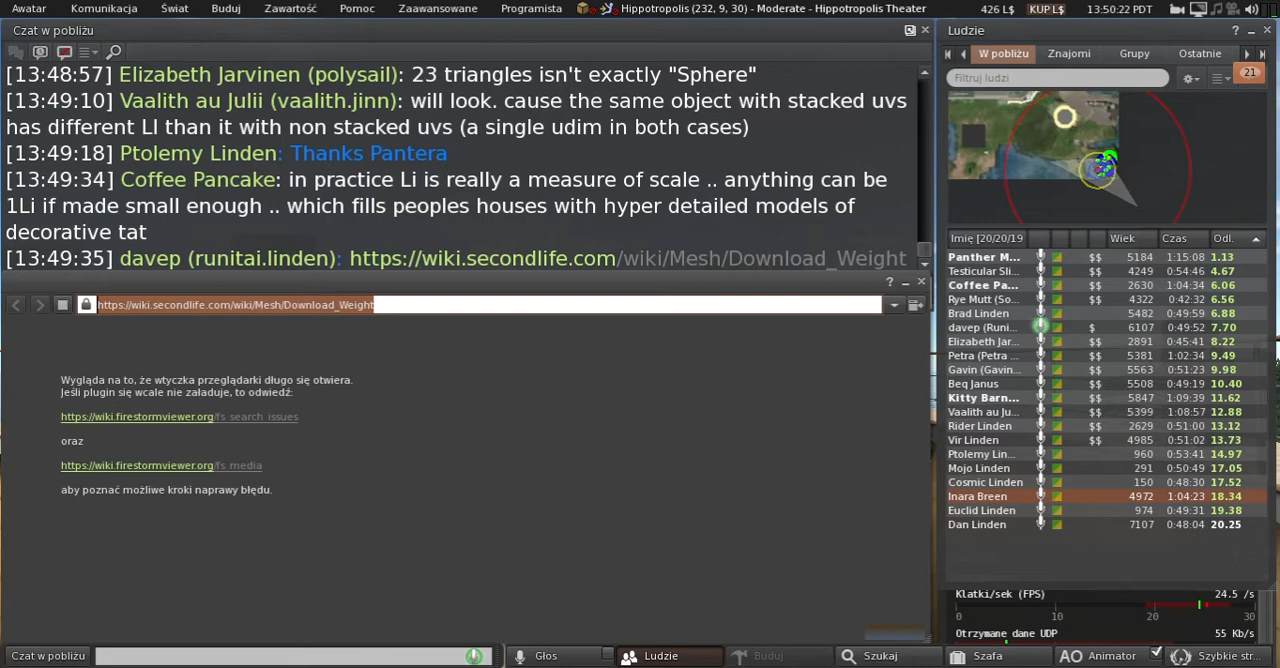 Awatar Komunikacja Świat Buduj Zawartość Pomoc Zaawansowane Programista Hippotropolis (232, 9, 30) - Moderate - Hippotropolis Theater 426 L$ KUP L$ 13:50:22 PDT
Czat w pobliżu
[13:48:57] Elizabeth Jarvinen (polysail): 23 triangles isn't exactly "Sphere"
[13:49:10] Vaalith au Julii (vaalith.jinn): will look. cause the same object with stacked uvs
has different LI than it with non stacked uvs (a single udim in both cases)
[13:49:18] Ptolemy Linden: Thanks Pantera
[13:49:34] Coffee Pancake: in practice Li is really a measure of scale .. anything can be
1Li if made small enough .. which fills peoples houses with hyper detailed models of
decorative tat
[13:49:35] davep (runitai.linden): https://wiki.secondlife.com/wiki/Mesh/Download_Weight
https://wiki.secondlife.com/wiki/Mesh/Download_Weight
Wygląda na to, że wtyczka przeglądarki długo się otwiera.
Jeśli plugin się wcale nie załaduje, to odwiedź:
https://wiki.firestormviewer.org/fs_search_issues
oraz
https://wiki.firestormviewer.org/fs_media
aby poznać możliwe kroki naprawy błędu.
Ludzie
W pobliżu Znajomi Grupy Ostatnie
Filtruj ludzi
21
Imię [20/20/19 Wiek Czas Odl.
Panther M... $$ 5184 1:15:08 1.13
Testicular Sli... 4249 0:54:46 4.67
Coffee Pa... $$ 2630 1:04:34 6.06
Rye Mutt (So... $$ 4322 0:42:32 6.56
Brad Linden 5482 0:49:59 6.88
davep (Runi... $ 6107 0:49:52 7.70
Elizabeth Jar... $$ 2891 0:45:41 8.22
Petra (Petra ... $$ 5381 1:02:34 9.49
Gavin (Gavin... $$ 5563 0:51:23 9.98
Beq Janus $$ 5508 0:49:19 10.40
Kitty Barn... $$ 5847 1:09:39 11.62
Vaalith au Ju... $$ 5399 1:08:57 12.88
Rider Linden $$ 2629 0:51:00 13.12
Vir Linden $$ 4985 0:51:02 13.73
Ptolemy Lin... 960 0:53:41 14.97
Mojo Linden 291 0:50:49 17.05
Cosmic Linden 150 0:48:30 17.52
Inara Breen 4972 1:04:23 18.34
Euclid Linden 974 0:49:31 19.38
Dan Linden 7107 0:48:04 20.25
Klatki/sek (FPS) 24.5 /s
0 10 20 30
Otrzymane dane UDP 55 Kb/s
Czat w pobliżu Głos Ludzie Buduj Szukaj Szafa AO Animator Szybkie str...